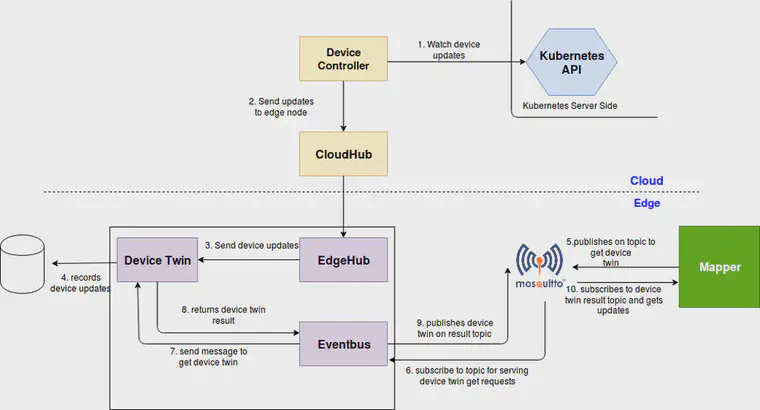 Device
Controller
1. Watch device
updates
Kubernetes
API
Kubernetes Server Side
2. Send updates
to edge node
CloudHub
Cloud
Edge
3. Send device updates
Device Twin
EdgeHub
4. records
device updates
5.publishes on topic to
get device
twin
mosquitto
Mapper
10. subscribes to device
twin result topic and gets
updates
8. returns device twin
result
7. send message to
get device twin
Eventbus
9. publishes device
twin on result topic
6. subscribe to topic for serving
device twin get requests